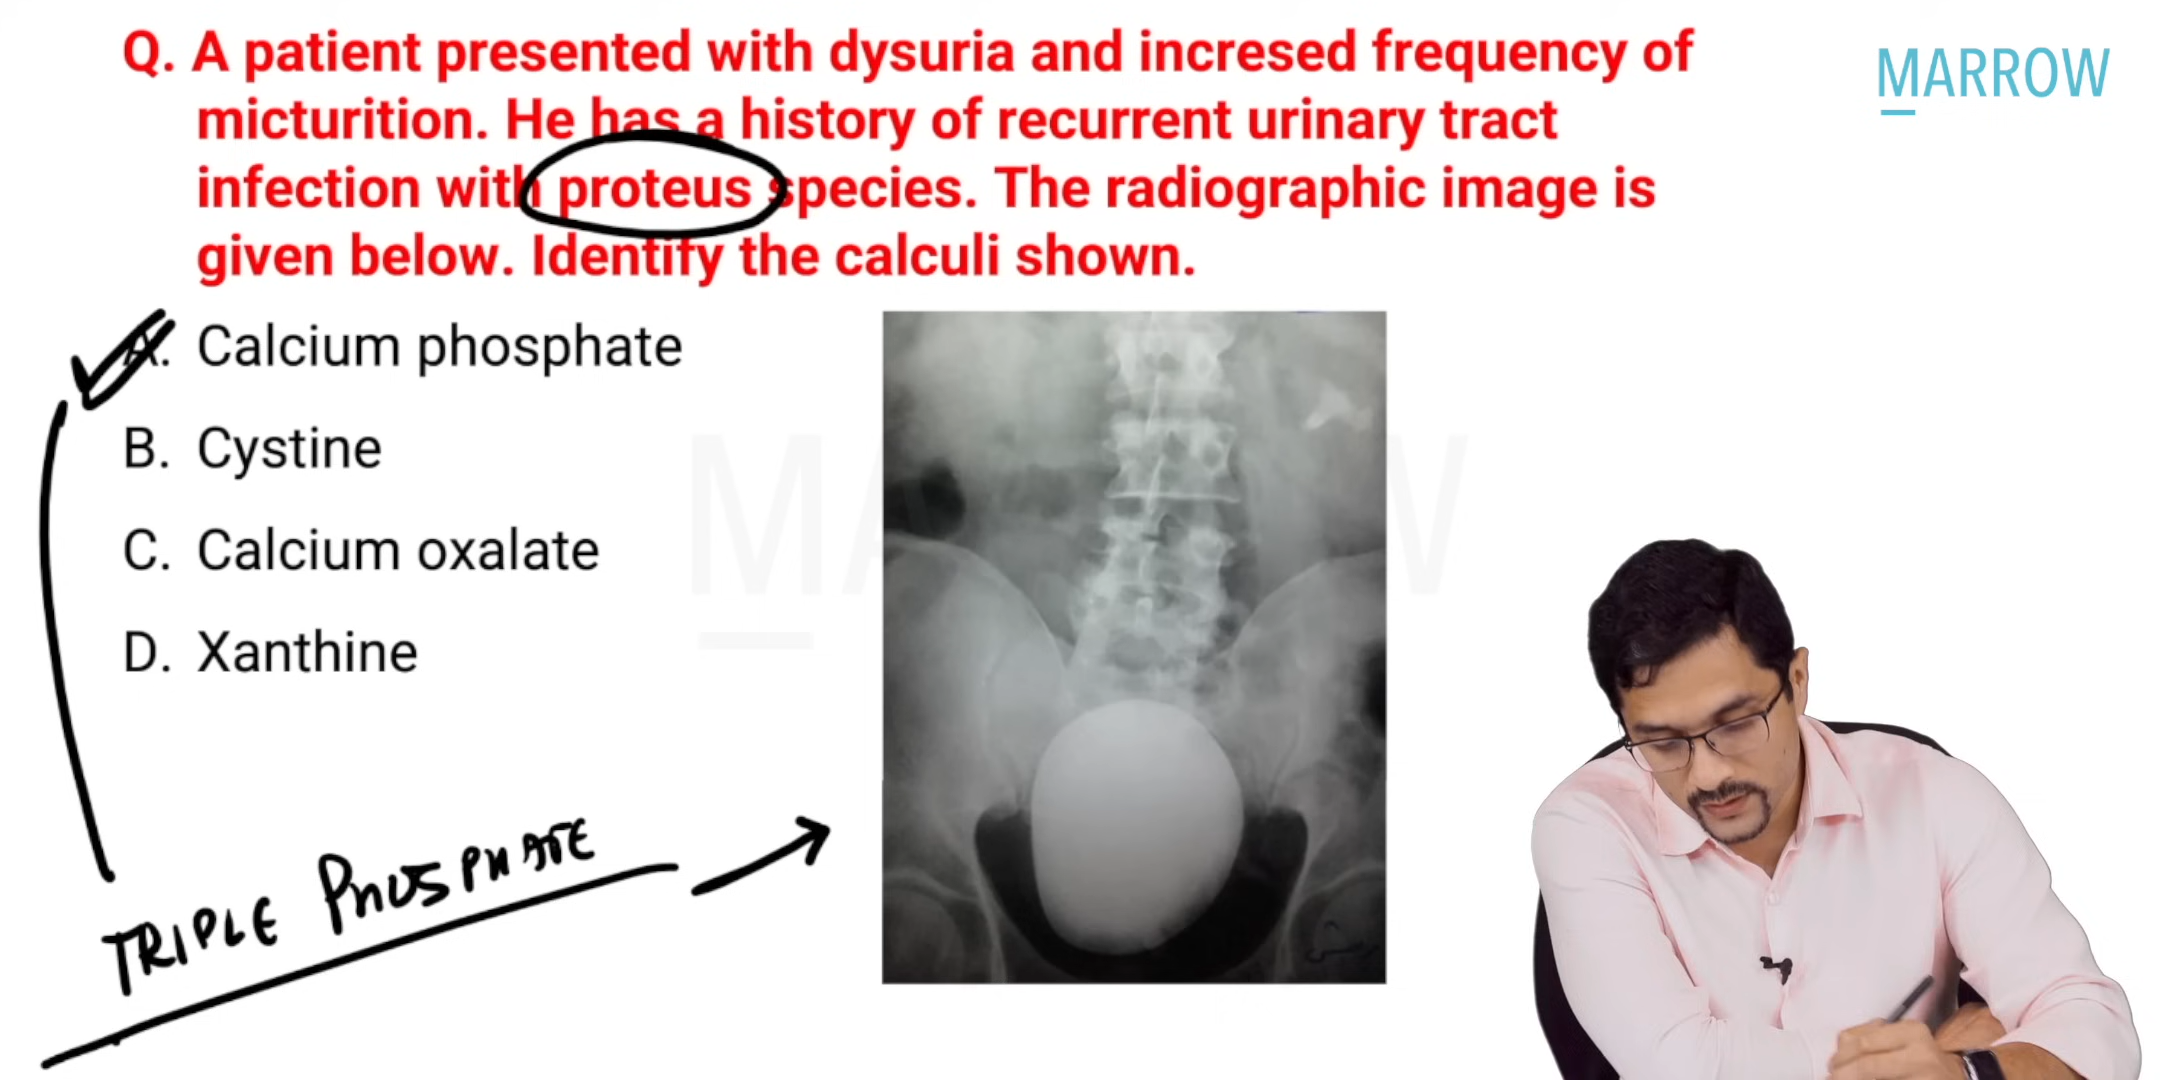 Q. A patient presented with dysuria and incresed frequency of
micturition. He has a history of recurrent urinary tract
infection with proteus species. The radiographic image is
given below. Identify the calculi shown.
MARROW
A. Calcium phosphate
B. Cystine
C. Calcium oxalate
D. Xanthine
TRIPLE PHOSPHATE